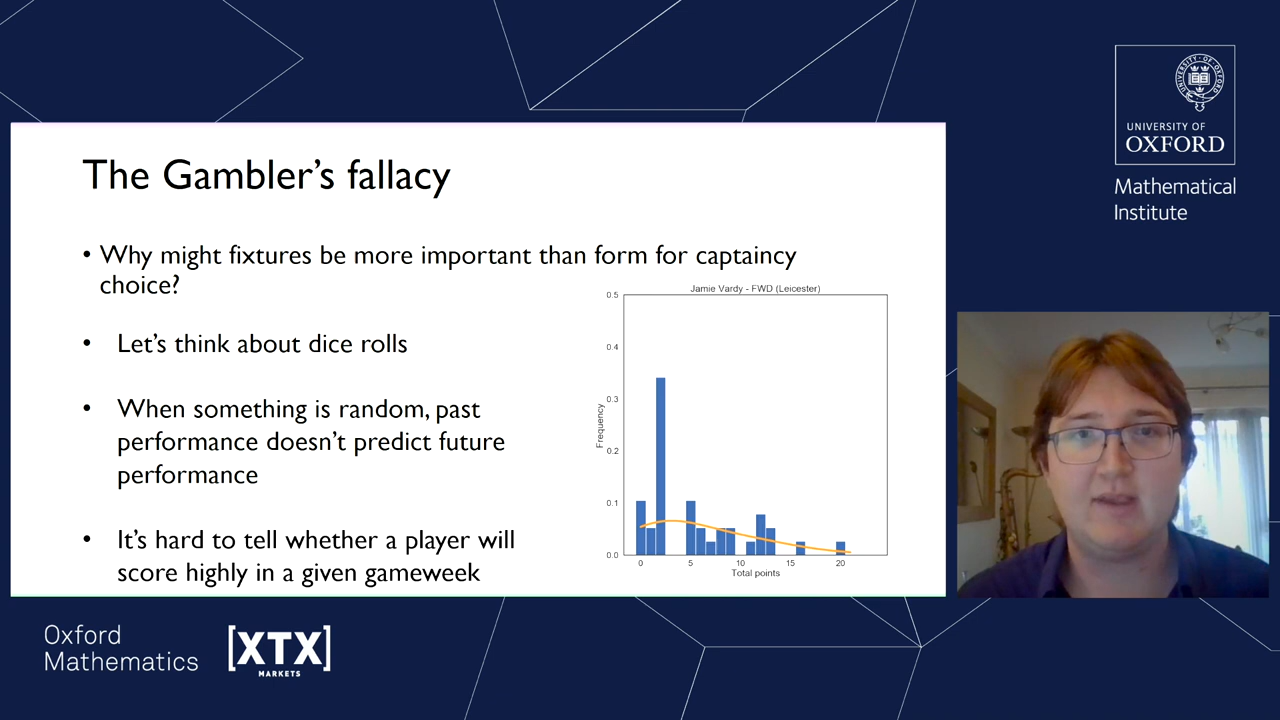 The Gambler's fallacy
• Why might fixtures be more important than form for captaincy
choice?
• Let's think about dice rolls
• When something is random, past
performance doesn't predict future
performance
• It's hard to tell whether a player will
score highly in a given gameweek
Jamie Vardy - FWD (Leicester)
0.5
0.4
0.3
0.2
0.1
0.0
Frequency
0 5 10 15 20
Total points
UNIVERSITY OF
OXFORD
Mathematical
Institute
Oxford
Mathematics
[XTX]
MARKETS